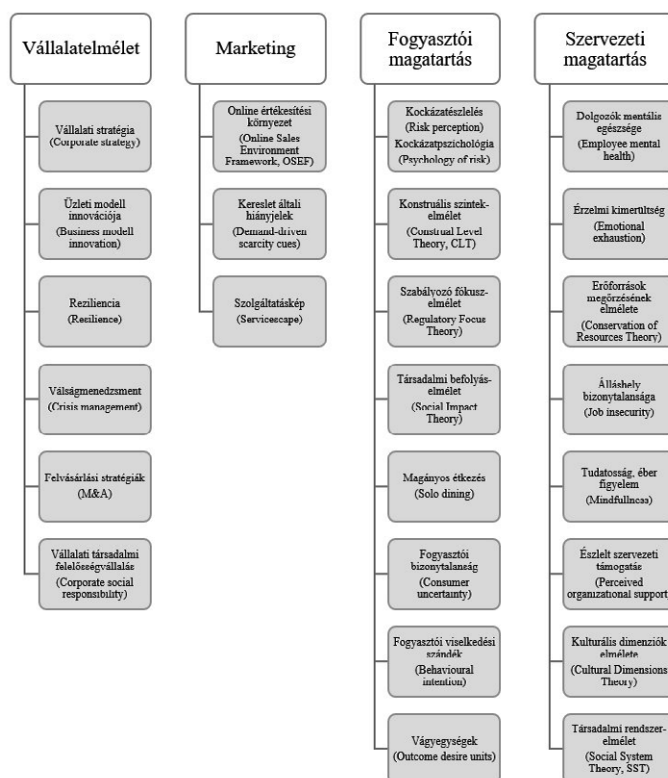 Vállalatelmélet
Vállalati stratégia
(Corporate strategy)
Üzleti modell
innovációja
(Business modell
innovation)
Reziliencia
(Resilience)
Válságmenedzsment
(Crisis management)
Felvásárlási stratégiák
(M&A)
Vállalati társadalmi
felelősségvállalás
(Corporate social
responsibility)
Marketing
Online értékesítési
környezet
(Online Sales
Environment
Framework, OSEF)
Kereslet általi
hiányjelek
(Demand-driven
scarcity cues)
Szolgáltatáskép
(Servicescape)
Fogyasztói
magatartás
Kockázatészlelés
(Risk perception)
Kockázatpszichológia
(Psychology of risk)
Konstruális szintek-
elmélet
(Construal Level
Theory, CLT)
Szabályozó fókusz-
elmélet
(Regulatory Focus
Theory)
Társadalmi befolyás-
elmélet
(Social Impact
Theory)
Magányos étkezés
(Solo dining)
Fogyasztói
bizonytalanság
(Consumer
uncertainty)
Fogyasztói viselkedési
szándék
(Behavioural
intention)
Vágyegységek
(Outcome desire units)
Szervezeti
magatartás
Dolgozók mentális
egészsége
(Employee mental
health)
Érzelmi kimerültség
(Emotional
exhaustion)
Erőforrások
megőrzésének
elmélete
(Conservation of
Resources Theory)
Álláshely
bizonytalansága
(Job insecurity)
Tudatosság, éber
figyelem
(Mindfullness)
Észlelt szervezeti
támogatás
(Perceived
organizational support)
Kulturális dimenziók
elmélete
(Cultural Dimensions
Theory)
Társadalmi rendszer-
elmélet
(Social System
Theory, SST)